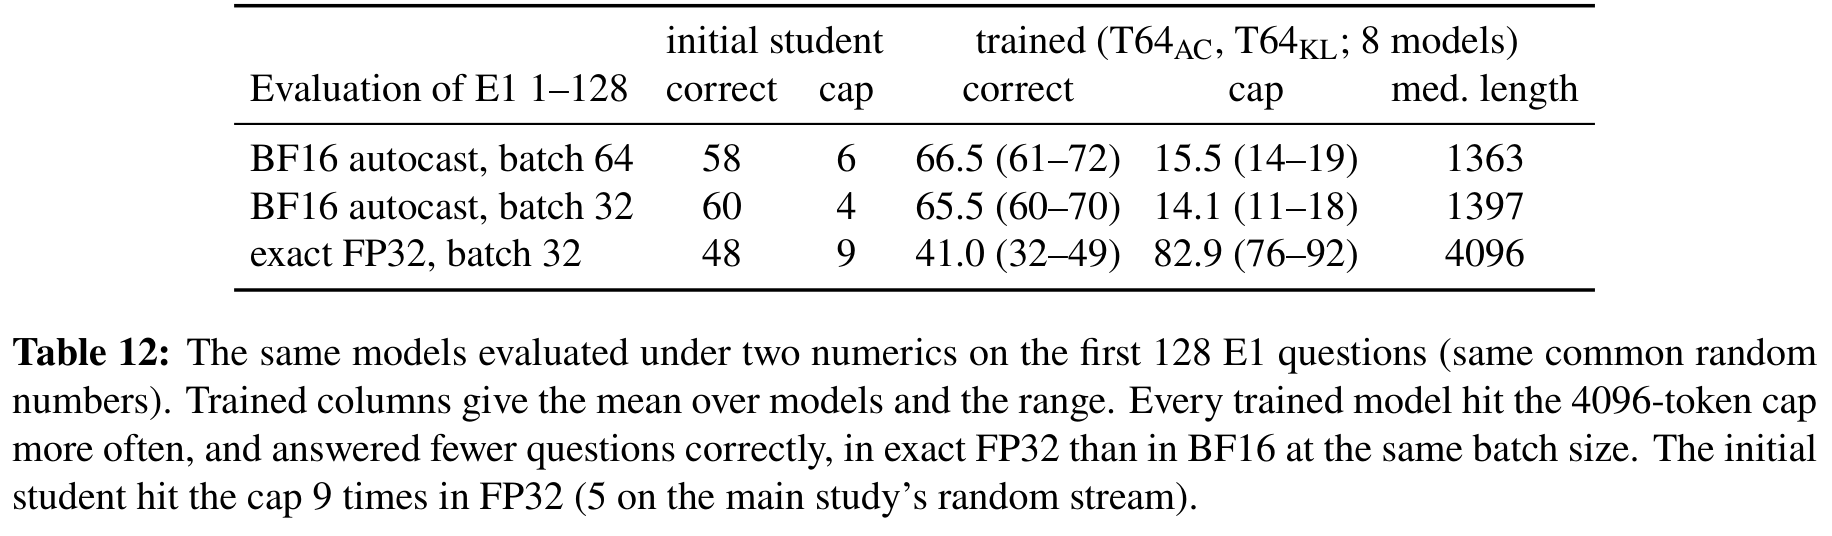 initial student trained (T64AC, T64KL; 8 models)
Evaluation of E1 1–128 correct cap correct cap med. length
BF16 autocast, batch 64 58 6 66.5 (61–72) 15.5 (14–19) 1363
BF16 autocast, batch 32 60 4 65.5 (60–70) 14.1 (11–18) 1397
exact FP32, batch 32 48 9 41.0 (32–49) 82.9 (76–92) 4096
Table 12: The same models evaluated under two numerics on the first 128 E1 questions (same common random
numbers). Trained columns give the mean over models and the range. Every trained model hit the 4096-token cap
more often, and answered fewer questions correctly, in exact FP32 than in BF16 at the same batch size. The initial
student hit the cap 9 times in FP32 (5 on the main study’s random stream).